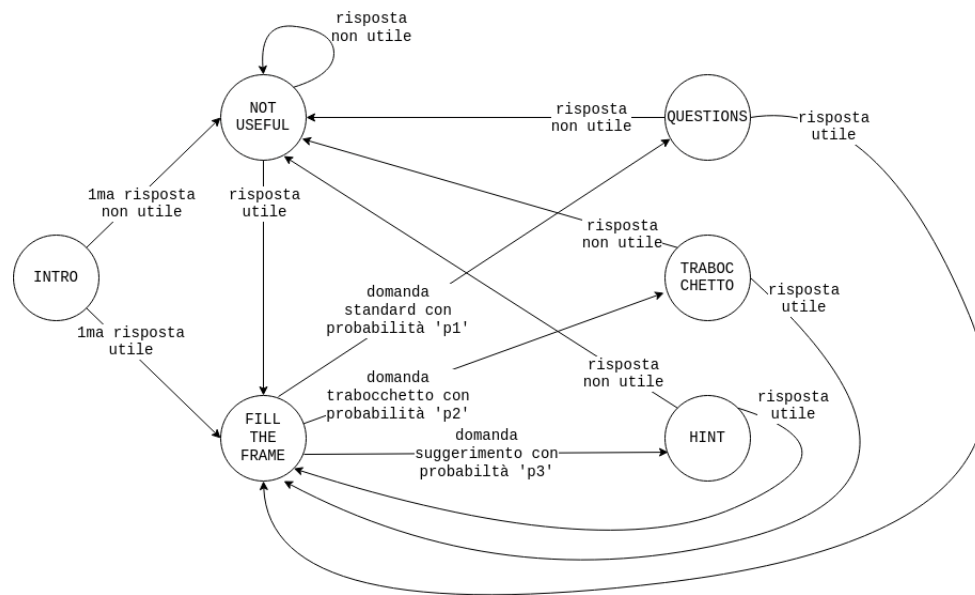 risposta
non utile
NOT
USEFUL
risposta
non utile
QUESTIONS
risposta
utile
1ma risposta
non utile
risposta
utile
risposta
non utile
INTRO
TRABOC
CHETTO
domanda
standard con
probabilità 'p1'
risposta
utile
1ma risposta
utile
domanda
trabocchetto con
probabilità 'p2'
risposta
non utile
risposta
utile
FILL
THE
FRAME
domanda
suggerimento con
probabiltà 'p3'
HINT